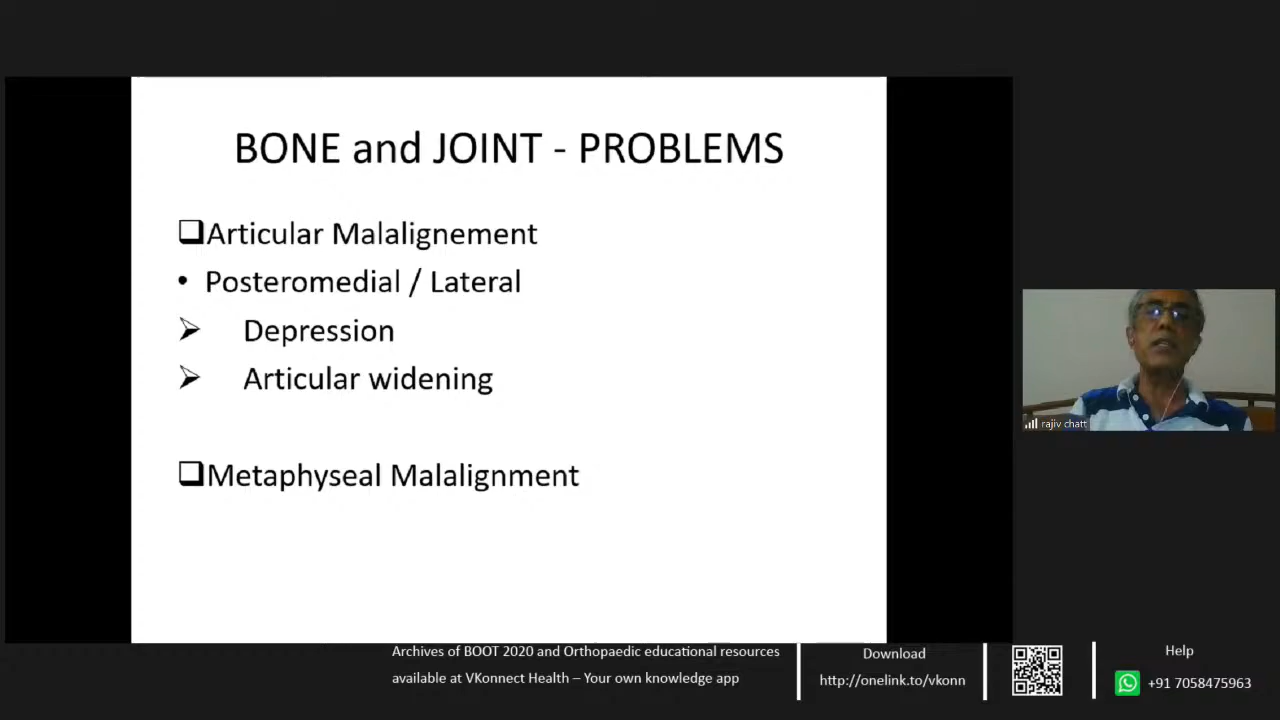 BONE and JOINT - PROBLEMS
Articular Malalignement
• Posteromedial / Lateral
➢ Depression
➢ Articular widening
Metaphyseal Malalignment
rajiv chatt
Archives of BOOT 2020 and Orthopaedic educational resources
available at VKonnect Health – Your own knowledge app
Download
http://onelink.to/vkonn
Help
+91 7058475963